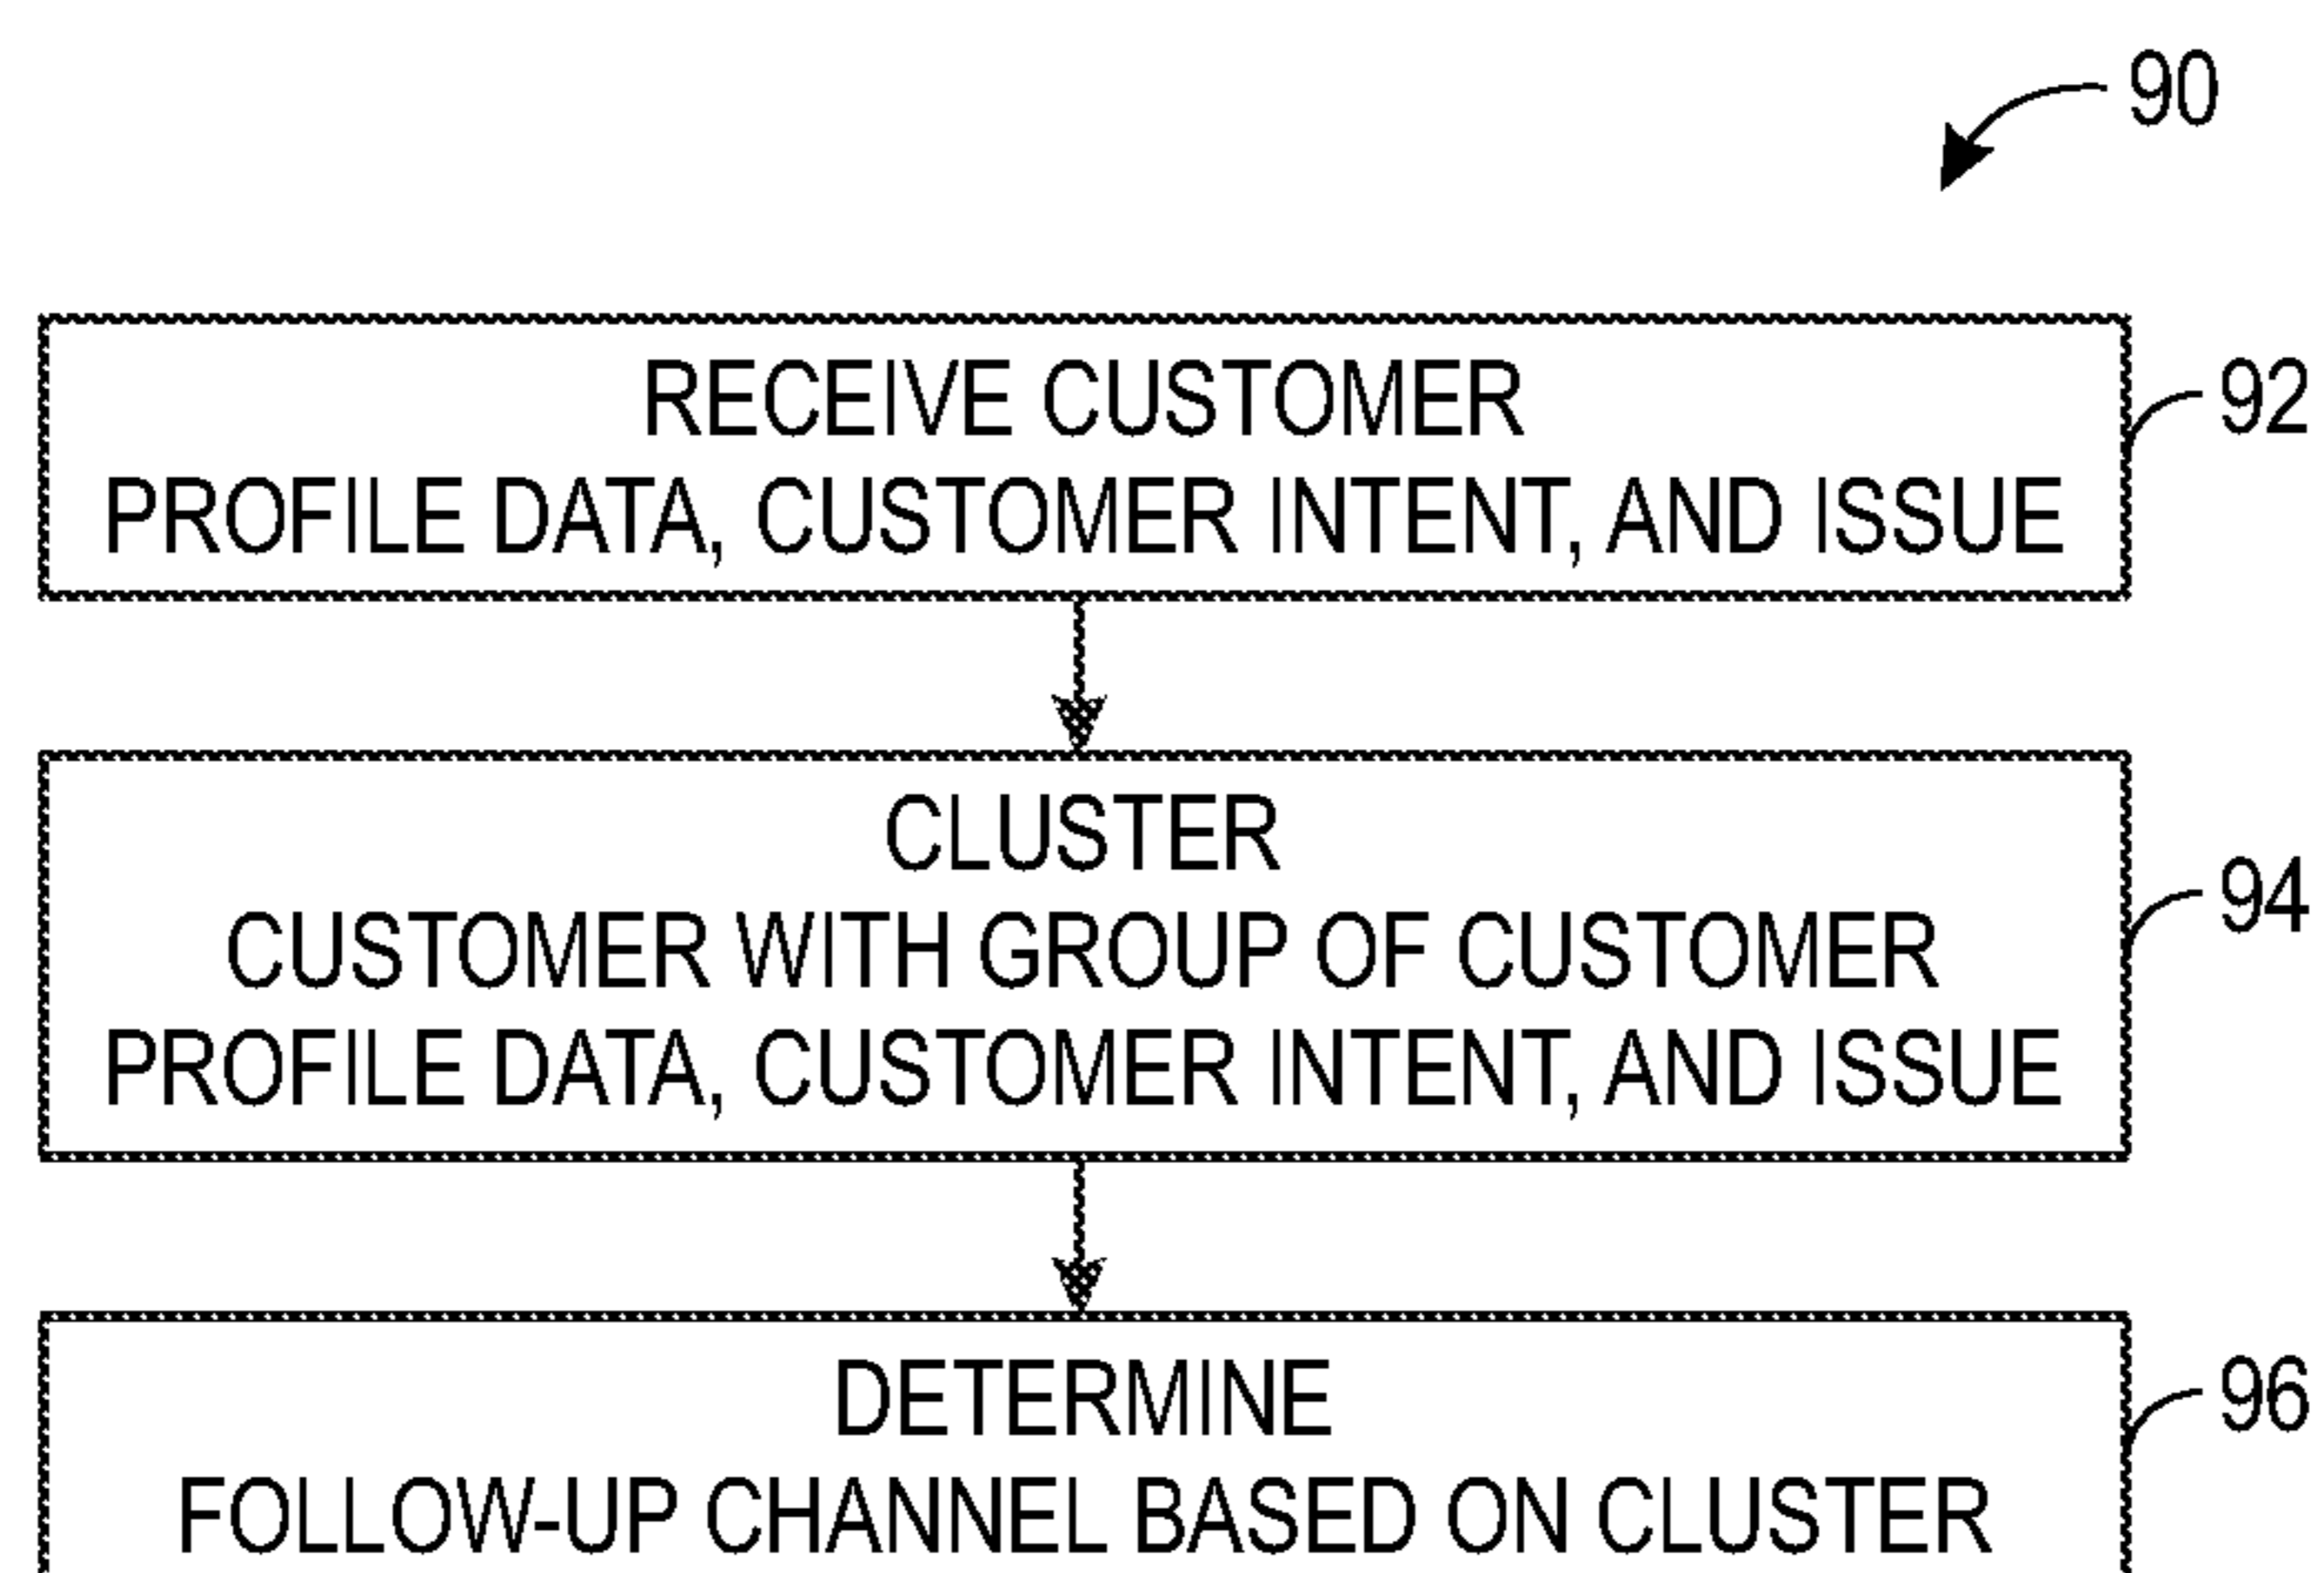 90
RECEIVE CUSTOMER
PROFILE DATA, CUSTOMER INTENT, AND ISSUE
92
CLUSTER
CUSTOMER WITH GROUP OF CUSTOMER
PROFILE DATA, CUSTOMER INTENT, AND ISSUE
94
DETERMINE
FOLLOW-UP CHANNEL BASED ON CLUSTER
96